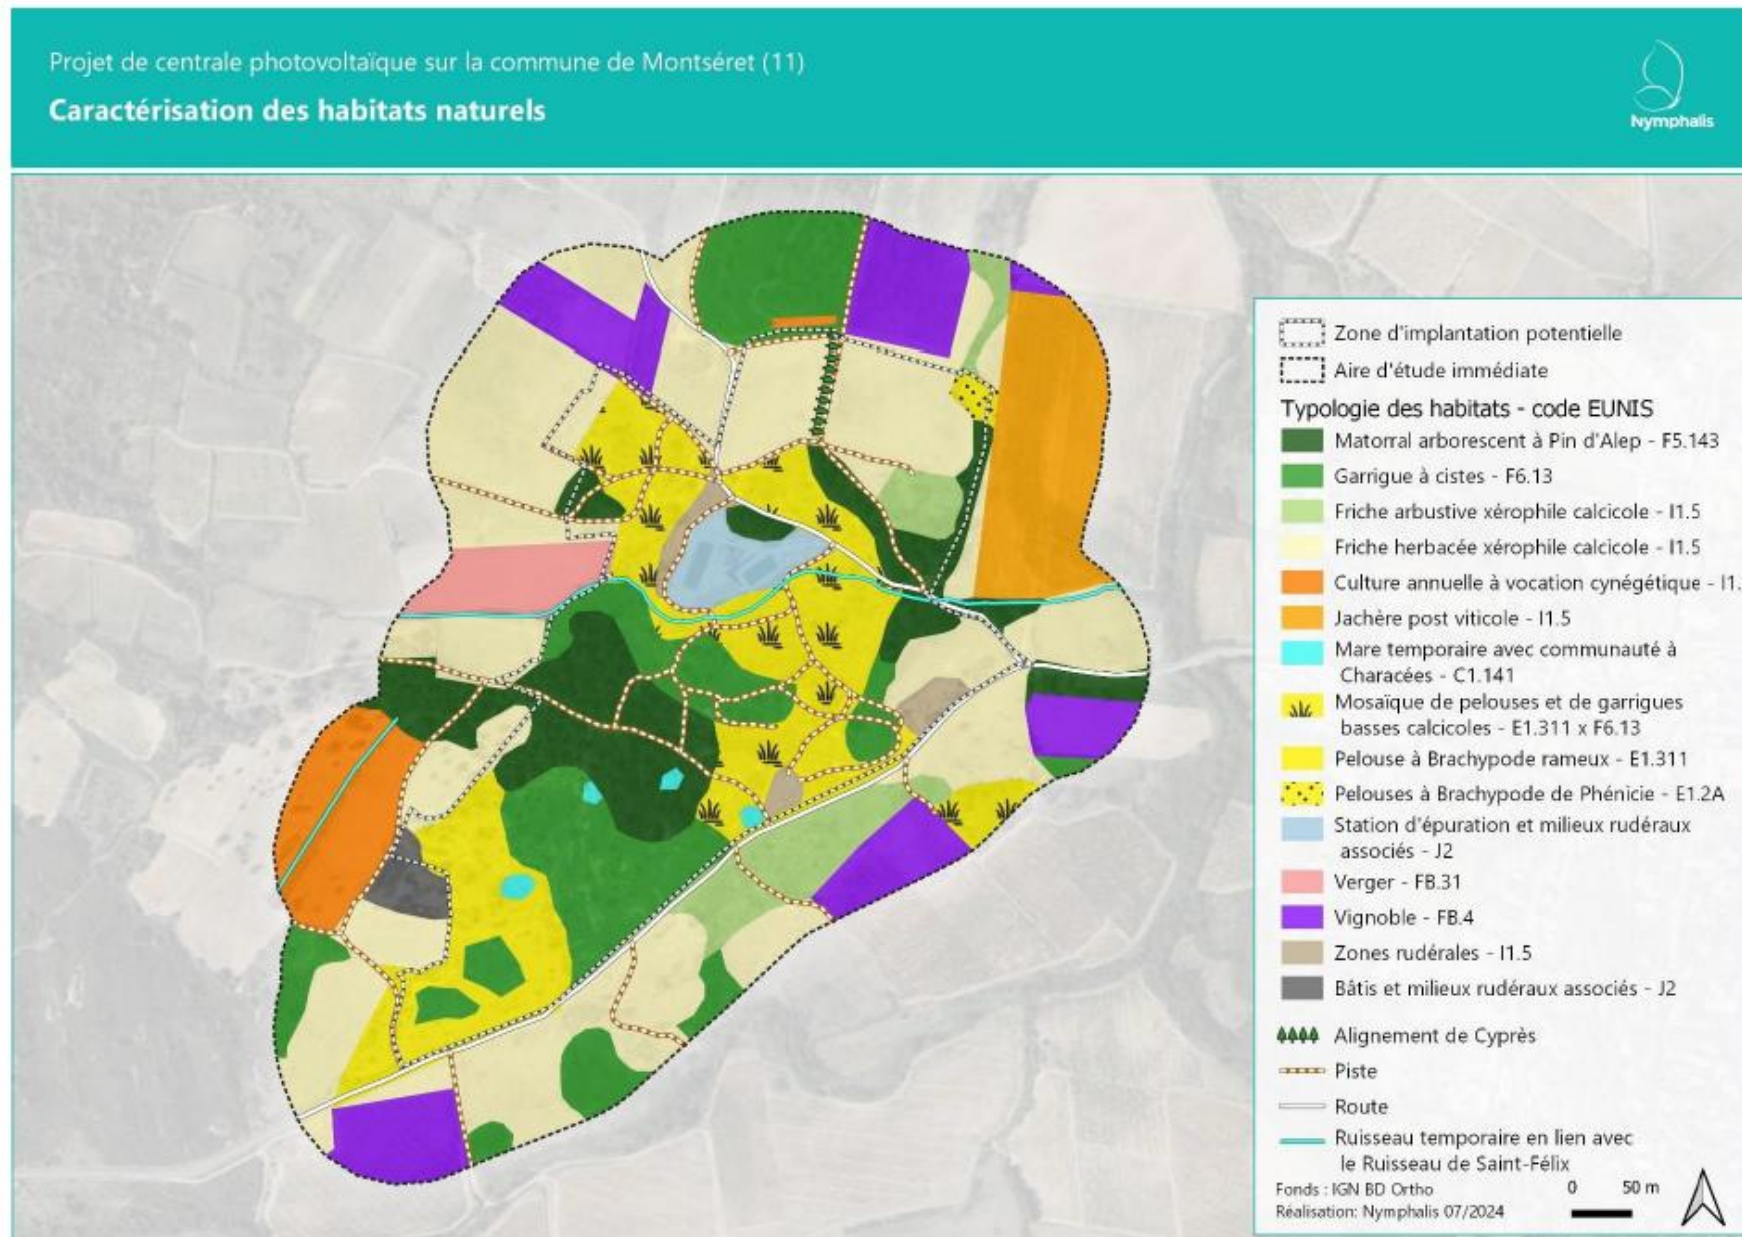 Projet de centrale photovoltaïque sur la commune de Montséret (11)
Caractérisation des habitats naturels
Nymphalis
Zone d'implantation potentielle
Aire d'étude immédiate
Typologie des habitats - code EUNIS
Matorral arborescent à Pin d'Alep - F5.143
Garrigue à cistes - F6.13
Friche arbustive xérophile calcicole - I1.5
Friche herbacée xérophile calcicole - I1.5
Culture annuelle à vocation cynégétique - I1.
Jachère post viticole - I1.5
Mare temporaire avec communauté à
Characées - C1.141
Mosaïque de pelouses et de garrigues
basses calcicoles - E1.311 x F6.13
Pelouse à Brachypode rameux - E1.311
Pelouses à Brachypode de Phénicie - E1.2A
Station d'épuration et milieux rudéraux
associés - J2
Verger - FB.31
Vignoble - FB.4
Zones rudérales - I1.5
Bâtis et milieux rudéraux associés - J2
Alignement de Cyprès
Piste
Route
Ruisseau temporaire en lien avec
le Ruisseau de Saint-Félix
Fonds : IGN BD Ortho
Réalisation: Nymphalis 07/2024
0 50 m